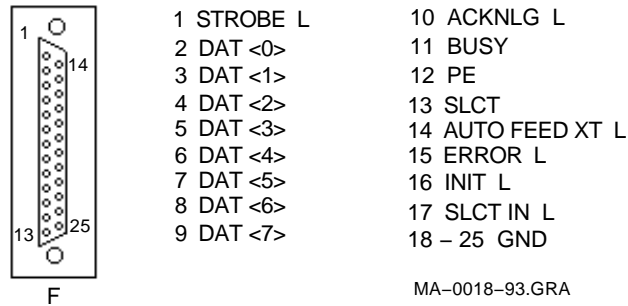 1
14
13
25
F
1 STROBE L
2 DAT <0>
3 DAT <1>
4 DAT <2>
5 DAT <3>
6 DAT <4>
7 DAT <5>
8 DAT <6>
9 DAT <7>
10 ACKNLG L
11 BUSY
12 PE
13 SLCT
14 AUTO FEED XT L
15 ERROR L
16 INIT L
17 SLCT IN L
18 – 25 GND
MA–0018–93.GRA